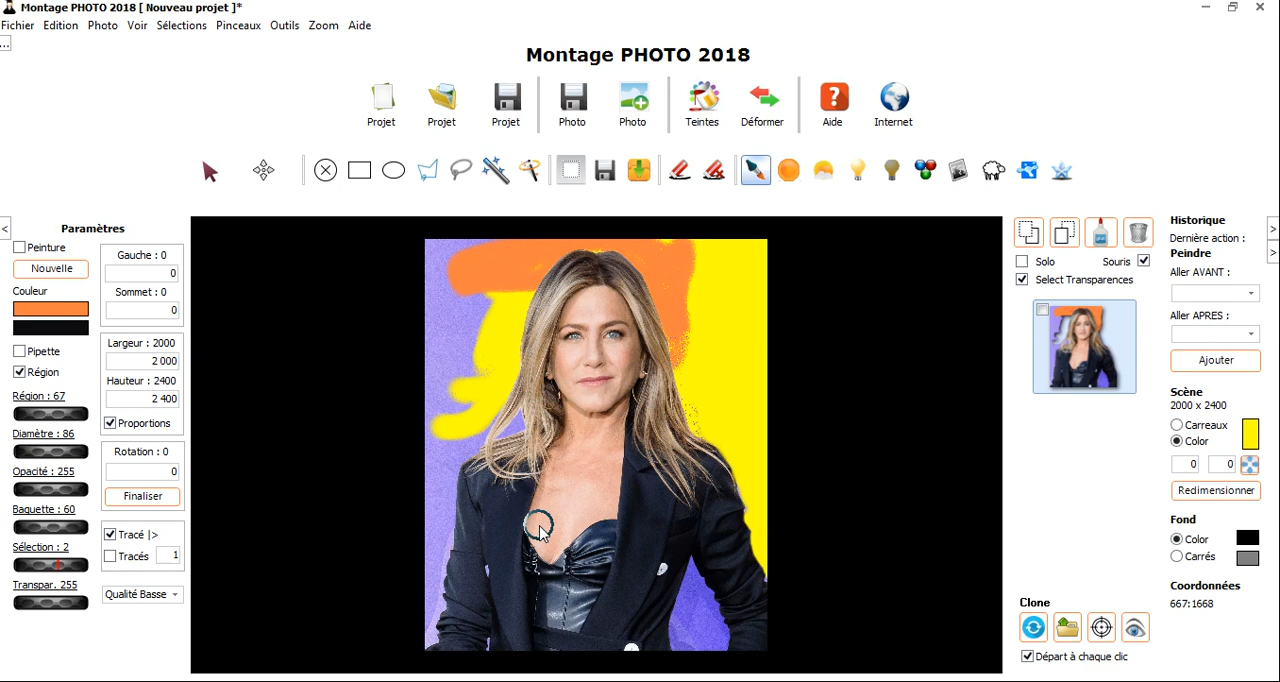 Montage PHOTO 2018 [ Nouveau projet ]*
Fichier Edition Photo Voir Sélections Pinceaux Outils Zoom Aide
...
Montage PHOTO 2018
Projet Projet Projet Photo Photo Teintes Déformer Aide Internet
<
Paramètres
Peinture
Nouvelle
Couleur
Pipette
Région
Région : 67
Diamètre : 86
Opacité : 255
Baguette : 60
Sélection : 2
Transpar. 255
Gauche : 0
0
Sommet : 0
0
Largeur : 2000
2 000
Hauteur : 2400
2 400
Proportions
Rotation : 0
0
Finaliser
Tracé |>
Tracés 1
Qualité Basse
Solo Souris
Select Transparences
Clone
Départ à chaque clic
Historique
Dernière action :
Peindre
Aller AVANT :
Aller APRES :
Ajouter
Scène
2000 x 2400
Carreaux
Color
0 0
Redimensionner
Fond
Color
Carrés
Coordonnées
667:1668
>
>